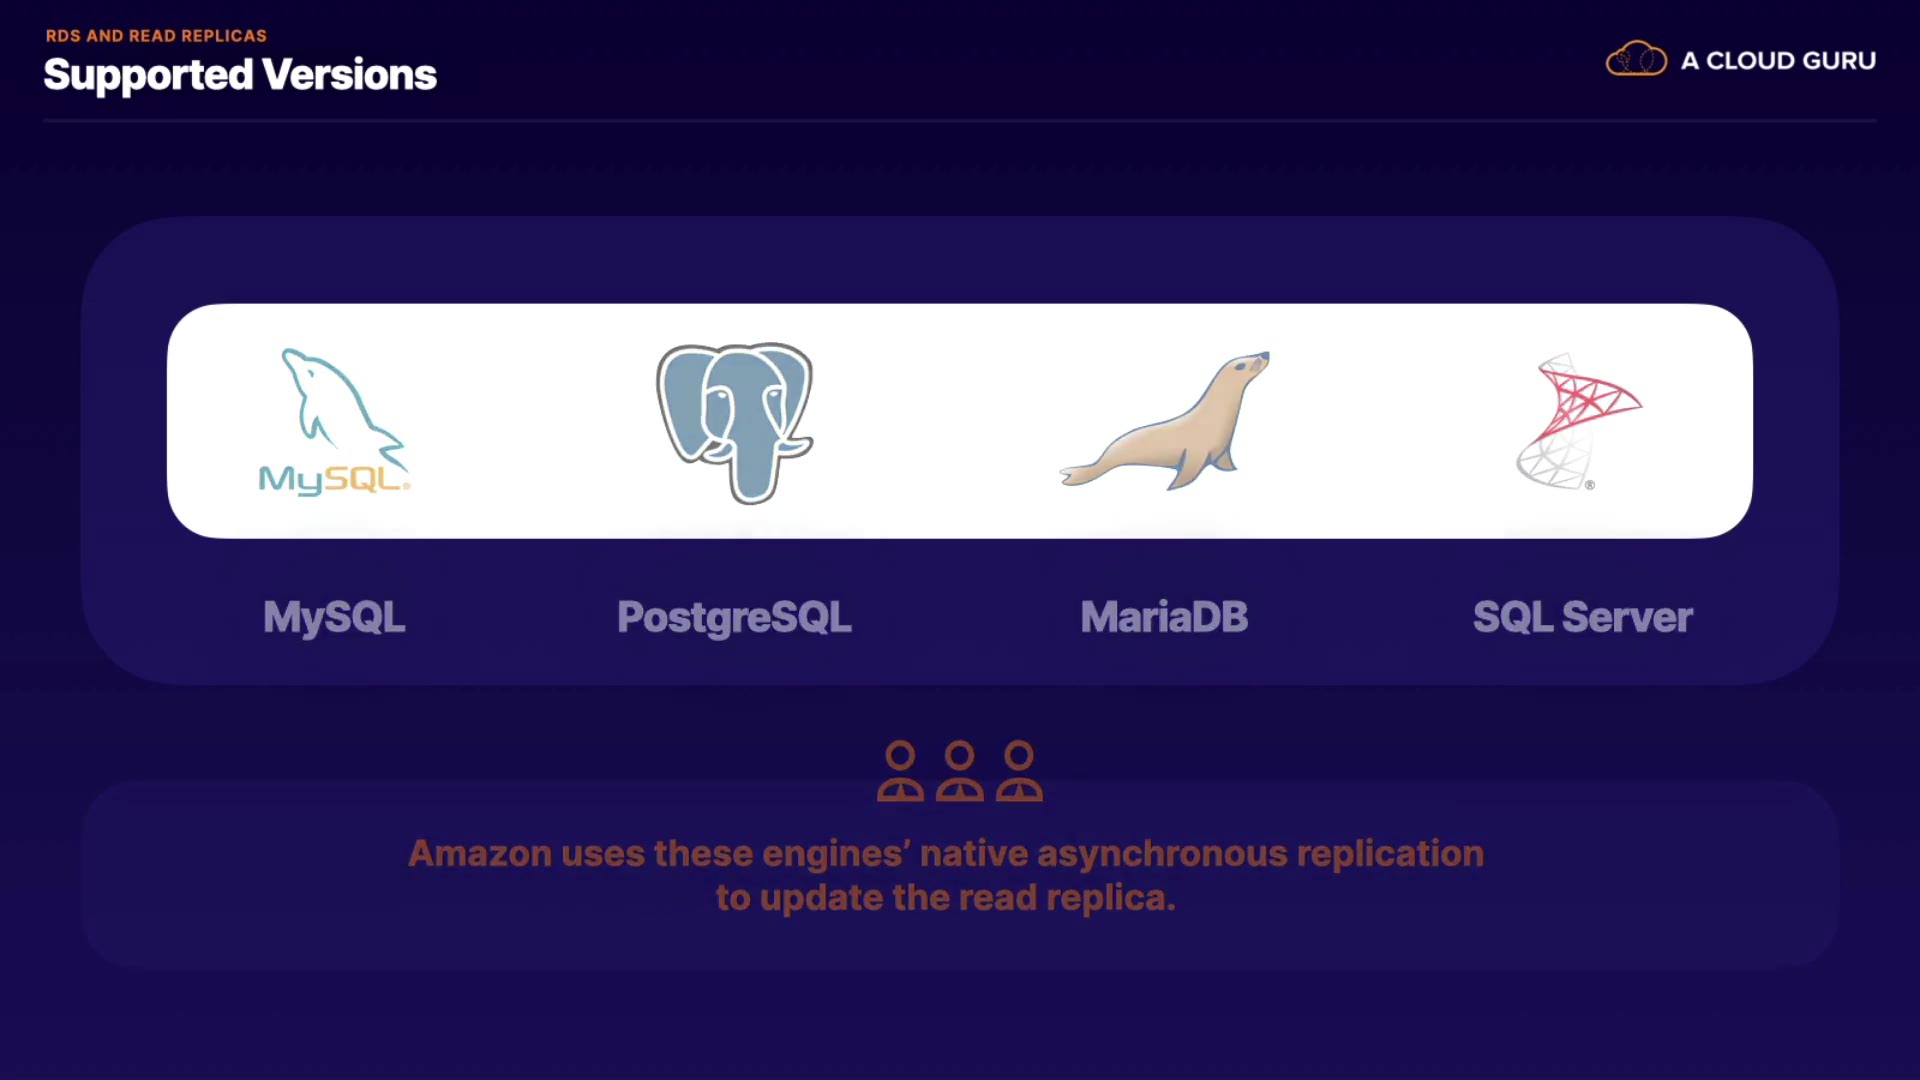 RDS AND READ REPLICAS
Supported Versions
A CLOUD GURU
MySQL®
®
MySQL
PostgreSQL
MariaDB
SQL Server
Amazon uses these engines’ native asynchronous replication
to update the read replica.